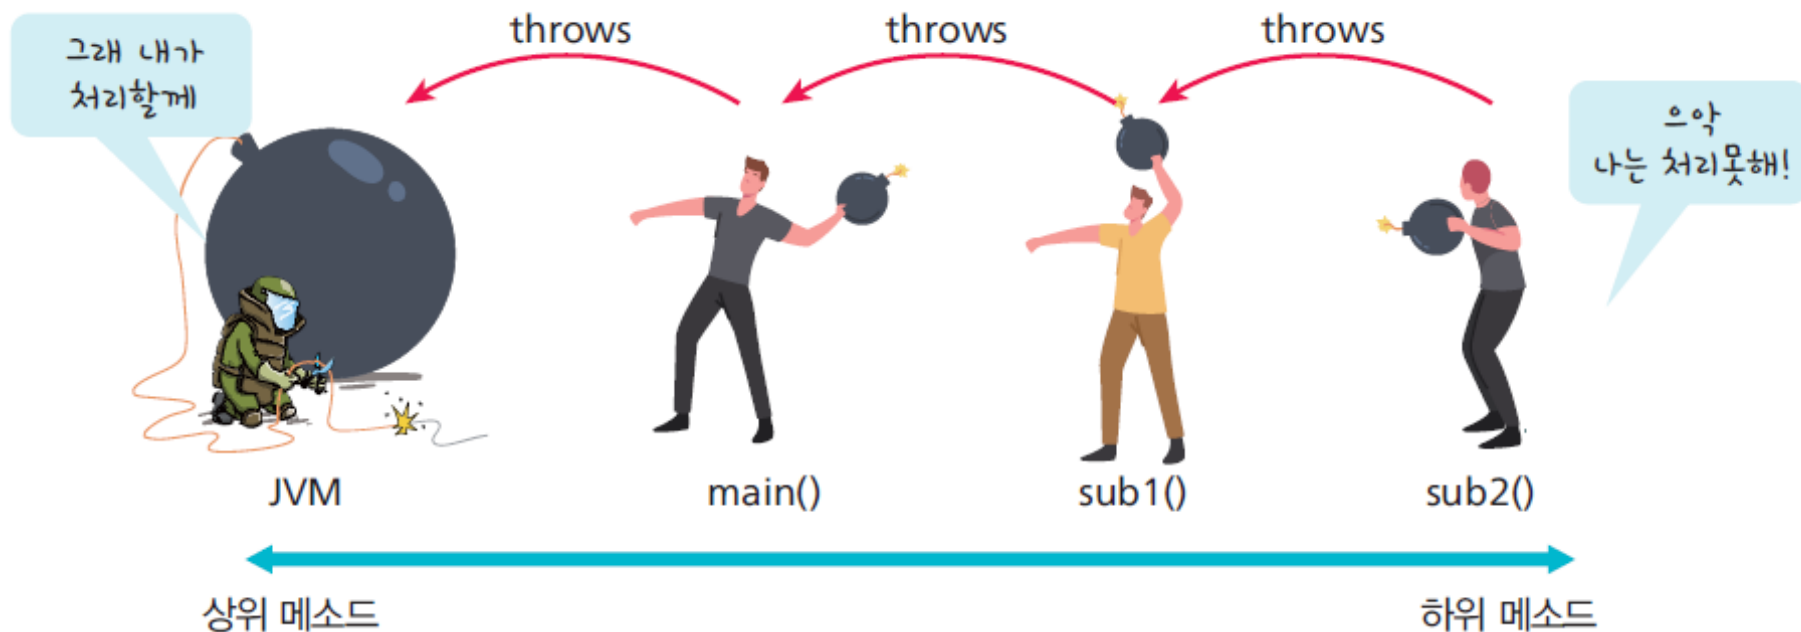 throws
throws
throws
그래 내가
처리할께
으악
나는 처리못해!
JVM
main()
sub1()
sub2()
상위 메소드
하위 메소드